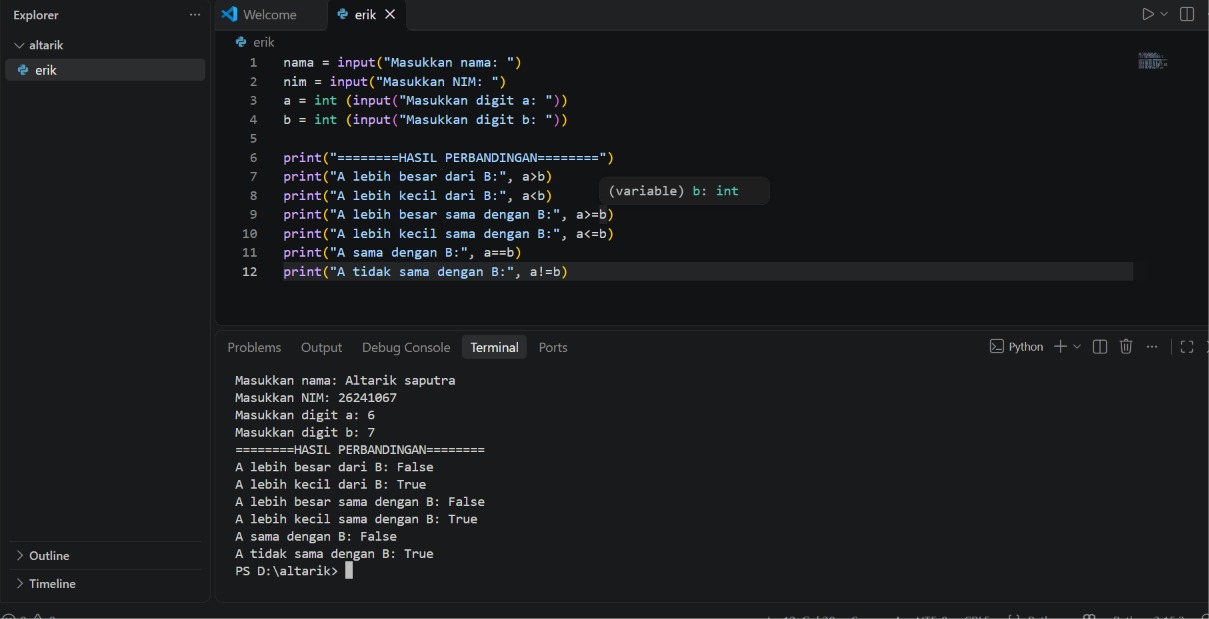 Explorer
altarik
erik
Outline
Timeline
Welcome
erik
erik
1 nama = input("Masukkan nama: ")
2 nim = input("Masukkan NIM: ")
3 a = int (input("Masukkan digit a: "))
4 b = int (input("Masukkan digit b: "))
5
6 print("========HASIL PERBANDINGAN========")
7 print("A lebih besar dari B:", a>b)
8 print("A lebih kecil dari B:", a<b)
(variable) b: int
9 print("A lebih besar sama dengan B:", a>=b)
10 print("A lebih kecil sama dengan B:", a<=b)
11 print("A sama dengan B:", a==b)
12 print("A tidak sama dengan B:", a!=b)
Problems Output Debug Console Terminal Ports
Python
Masukkan nama: Altarik saputra
Masukkan NIM: 26241067
Masukkan digit a: 6
Masukkan digit b: 7
========HASIL PERBANDINGAN========
A lebih besar dari B: False
A lebih kecil dari B: True
A lebih besar sama dengan B: False
A lebih kecil sama dengan B: True
A sama dengan B: False
A tidak sama dengan B: True
PS D:\altarik>